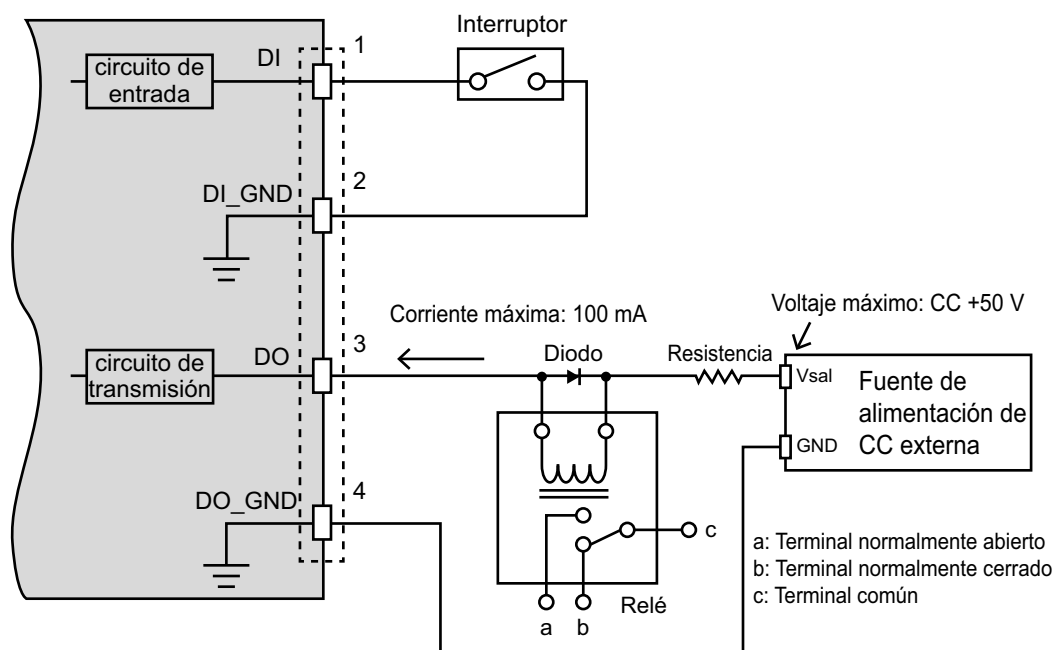 Interruptor
1
DI
circuito de
entrada
2
DI_GND
Voltaje máximo: CC +50 V
Corriente máxima: 100 mA
3
DO
circuito de
transmisión
Diodo
Resistencia
Vsal
GND
Fuente de
alimentación de
CC externa
4
DO_GND
c
a
b
Relé
a: Terminal normalmente abierto
b: Terminal normalmente cerrado
c: Terminal común